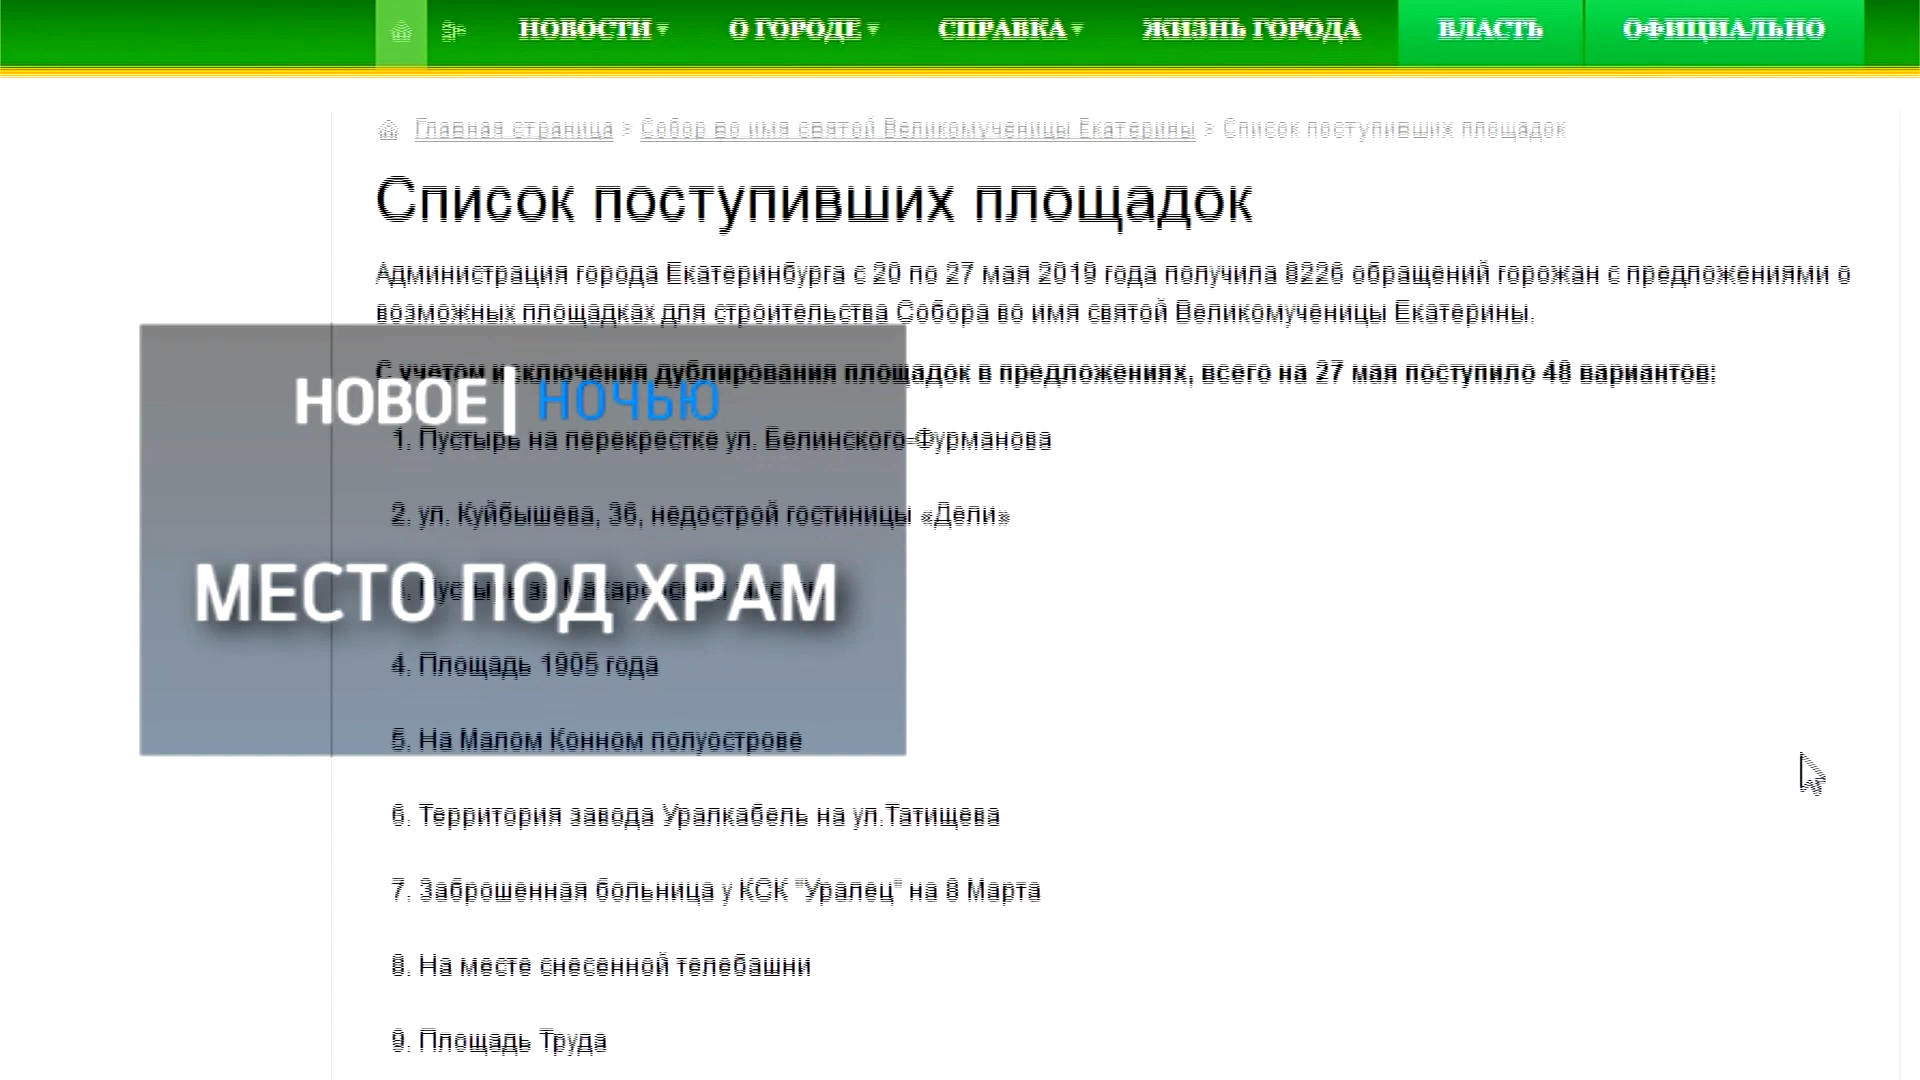 НОВОСТИ О ГОРОДЕ СПРАВКА ЖИЗНЬ ГОРОДА ВЛАСТЬ ОФИЦИАЛЬНО
Главная страница > Собор во имя святой Великомученицы Екатерины > Список поступивших площадок
Список поступивших площадок
Администрация города Екатеринбурга с 20 по 27 мая 2019 года получила 8226 обращений горожан с предложениями о
возможных площадках для строительства Собора во имя святой Великомученицы Екатерины.
С учетом исключения дублирования площадок в предложениях, всего на 27 мая поступило 48 вариантов:
НОВОЕ | НОЧЬЮ
1. Пустырь на перекрестке ул. Белинского-Фурманова
2. ул. Куйбышева, 36, недострой гостиницы «Дели»
МЕСТО ПОД ХРАМ
4. Площадь 1905 года
5. На Малом Конном полуострове
6. Территория завода Уралкабель на ул.Татищева
7. Заброшенная больница у КСК "Уралец" на 8 Марта
8. На месте снесенной телебашни
9. Площадь Труда